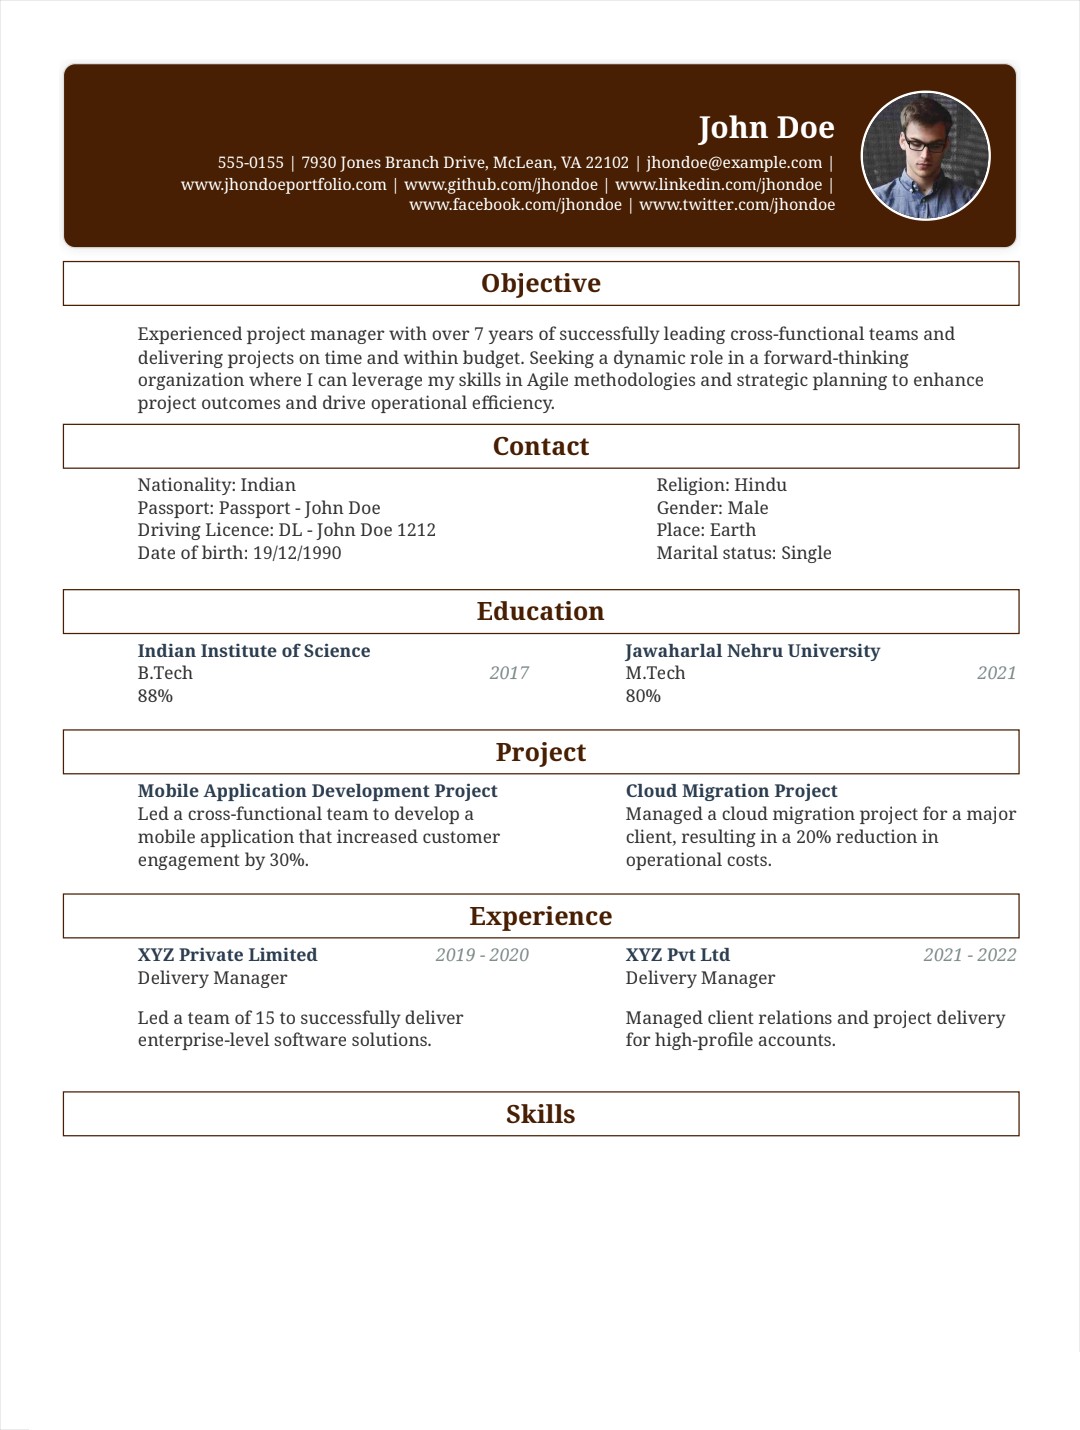 John Doe
555-0155 | 7930 Jones Branch Drive, McLean, VA 22102 | jhondoe@example.com |
www.jhondoeportfolio.com | www.github.com/jhondoe | www.linkedin.com/jhondoe |
www.facebook.com/jhondoe | www.twitter.com/jhondoe
Objective
Experienced project manager with over 7 years of successfully leading cross-functional teams and
delivering projects on time and within budget. Seeking a dynamic role in a forward-thinking
organization where I can leverage my skills in Agile methodologies and strategic planning to enhance
project outcomes and drive operational efficiency.
Contact
Nationality: Indian
Passport: Passport - John Doe
Driving Licence: DL - John Doe 1212
Date of birth: 19/12/1990
Religion: Hindu
Gender: Male
Place: Earth
Marital status: Single
Education
Indian Institute of Science
B.Tech 2017
88%
Jawaharlal Nehru University
M.Tech 2021
80%
Project
Mobile Application Development Project
Led a cross-functional team to develop a
mobile application that increased customer
engagement by 30%.
Cloud Migration Project
Managed a cloud migration project for a major
client, resulting in a 20% reduction in
operational costs.
Experience
XYZ Private Limited 2019 - 2020
Delivery Manager
Led a team of 15 to successfully deliver
enterprise-level software solutions.
XYZ Pvt Ltd 2021 - 2022
Delivery Manager
Managed client relations and project delivery
for high-profile accounts.
Skills